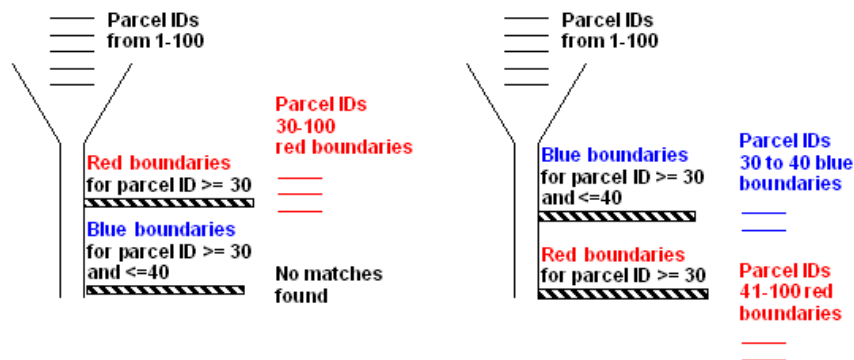 Parcel IDs
from 1-100
Parcel IDs
30-100
red boundaries
Red boundaries
for parcel ID >= 30
Blue boundaries
for parcel ID >= 30
and <=40
No matches
found
Parcel IDs
from 1-100
Blue boundaries
for parcel ID >= 30
and <=40
Parcel IDs
30 to 40 blue
boundaries
Red boundaries
for parcel ID >= 30
Parcel IDs
41-100 red
boundaries